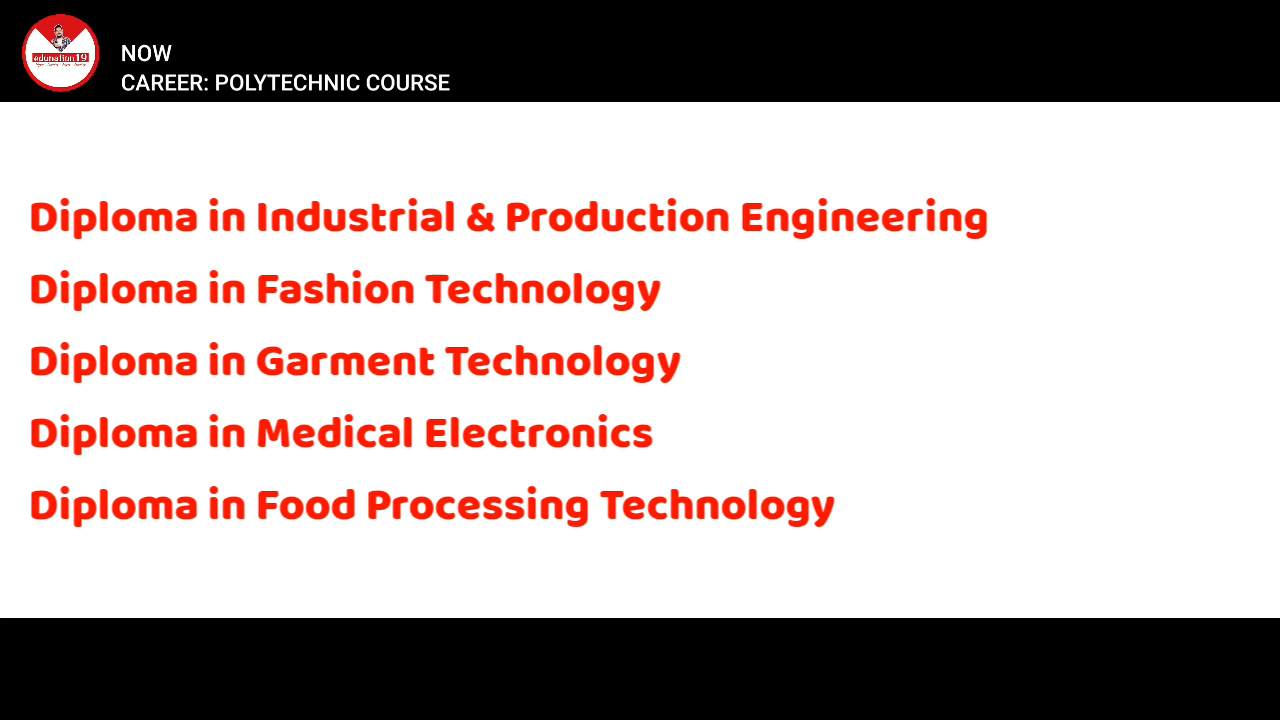 edunation19
NOW
CAREER: POLYTECHNIC COURSE
Diploma in Industrial & Production Engineering
Diploma in Fashion Technology
Diploma in Garment Technology
Diploma in Medical Electronics
Diploma in Food Processing Technology